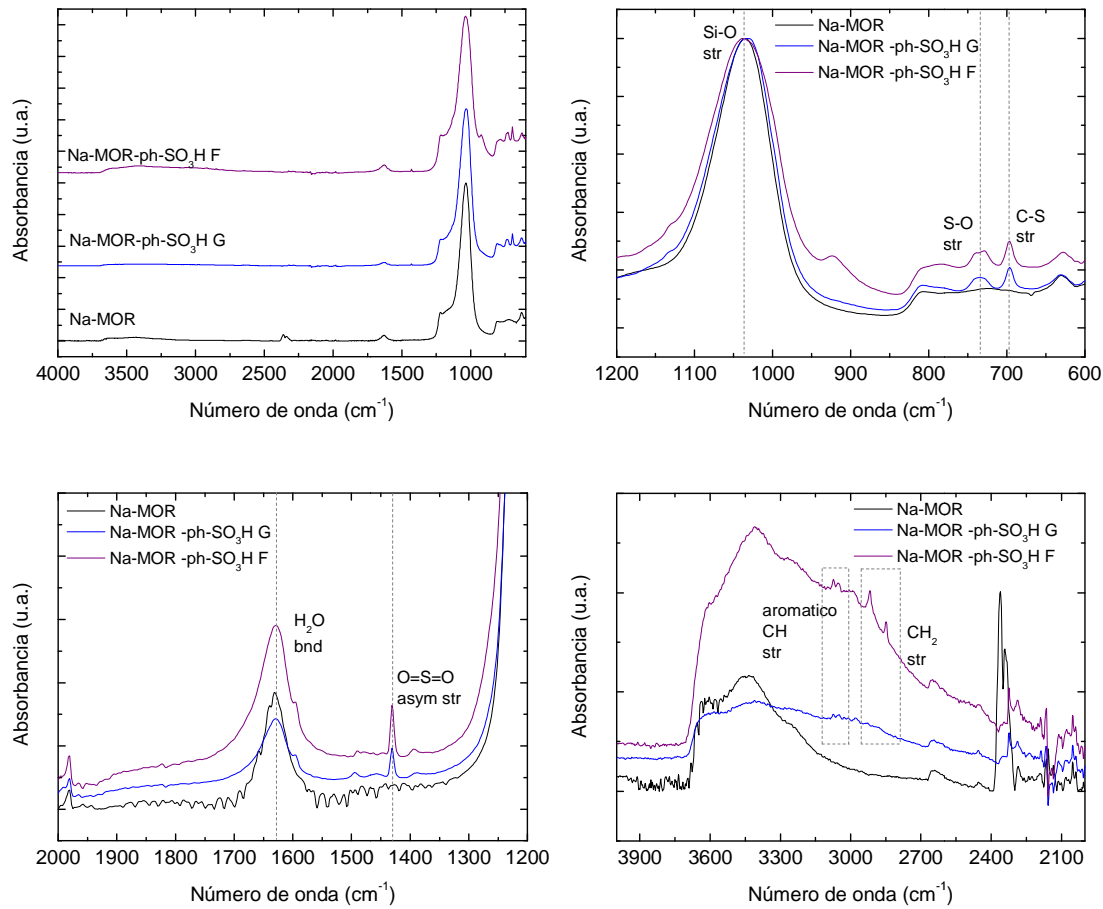 Absorbancia (u.a.)
Na-MOR-ph-SO3H F
Na-MOR-ph-SO3H G
Na-MOR
4000 3500 3000 2500 2000 1500 1000
Número de onda (cm-1)
Absorbancia (u.a.)
Si-O
str
Na-MOR
Na-MOR -ph-SO3H G
Na-MOR -ph-SO3H F
S-O
str
C-S
str
1200 1100 1000 900 800 700 600
Número de onda (cm-1)
Absorbancia (u.a.)
Na-MOR
Na-MOR -ph-SO3H G
Na-MOR -ph-SO3H F
H2O
bnd
O=S=O
asym str
2000 1900 1800 1700 1600 1500 1400 1300 1200
Número de onda (cm-1)
Absorbancia (u.a.)
Na-MOR
Na-MOR -ph-SO3H G
Na-MOR -ph-SO3H F
aromatico
CH
str
CH2
str
3900 3600 3300 3000 2700 2400 2100
Número de onda (cm-1)